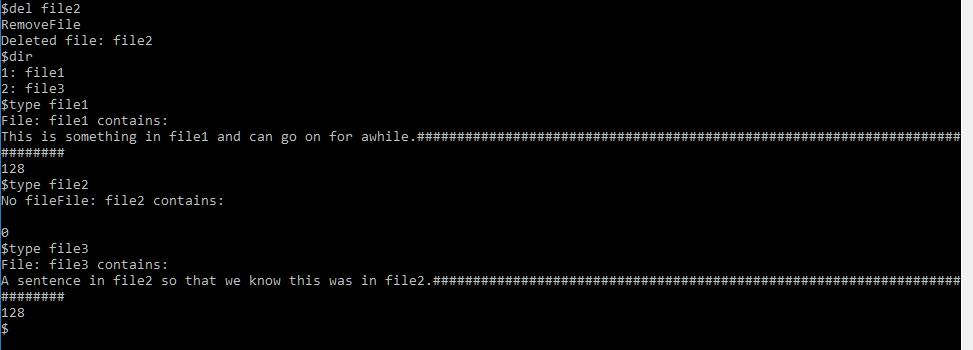 $del file2
RemoveFile
Deleted file: file2
$dir
1: file1
2: file3
$type file1
File: file1 contains:
This is something in file1 and can go on for awhile.####################################################################
########
128
$type file2
No fileFile: file2 contains:
0
$type file3
File: file3 contains:
A sentence in file2 so that we know this was in file2.##################################################################
########
128
$